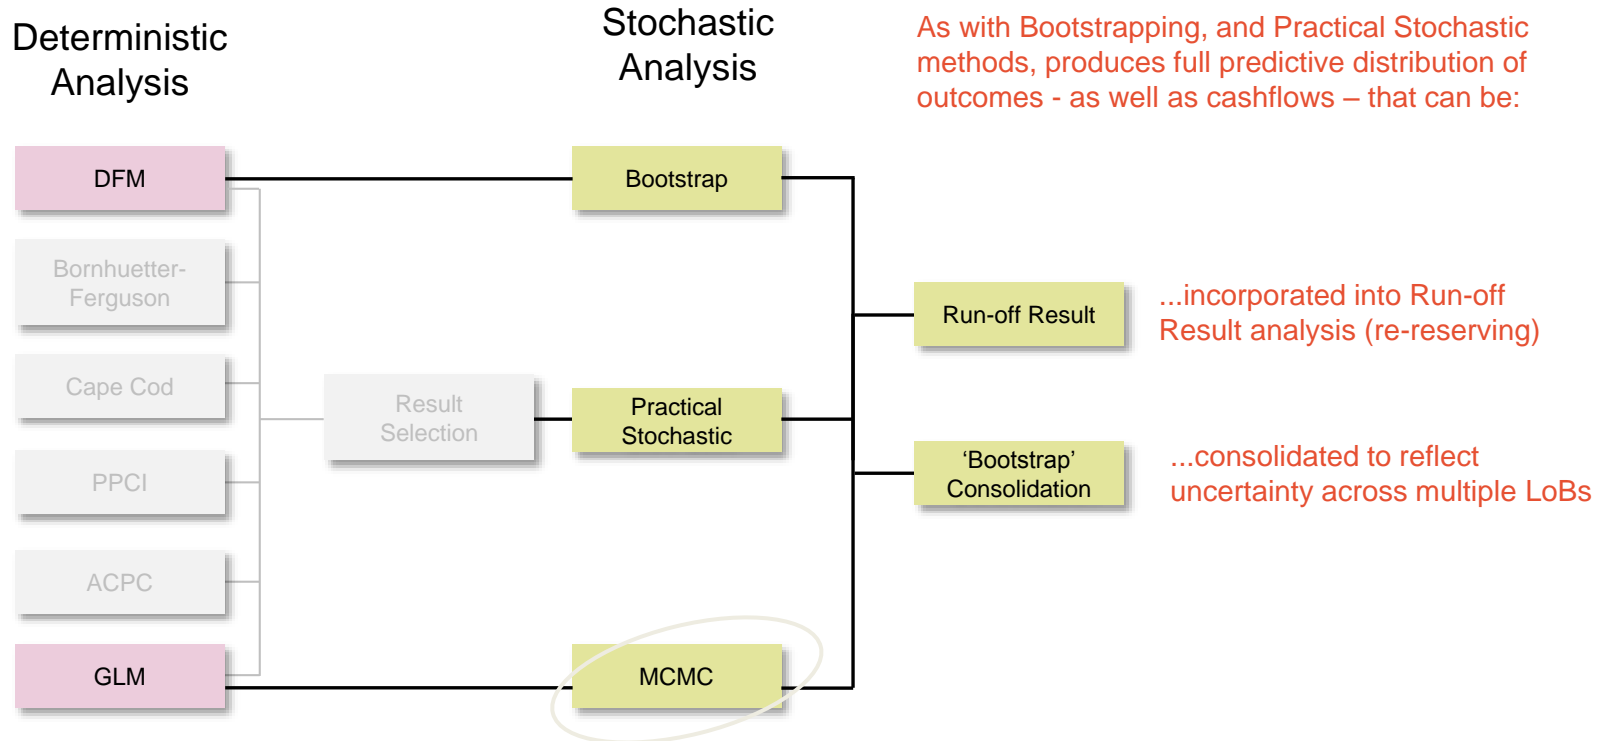 Deterministic
Analysis
Stochastic
Analysis
As with Bootstrapping, and Practical Stochastic
methods, produces full predictive distribution of
outcomes - as well as cashflows – that can be:
DFM
Bootstrap
Bornhuetter-
Ferguson
Run-off Result
...incorporated into Run-off
Result analysis (re-reserving)
Cape Cod
Result
Selection
Practical
Stochastic
PPCI
‘Bootstrap’
Consolidation
...consolidated to reflect
uncertainty across multiple LoBs
ACPC
GLM
MCMC